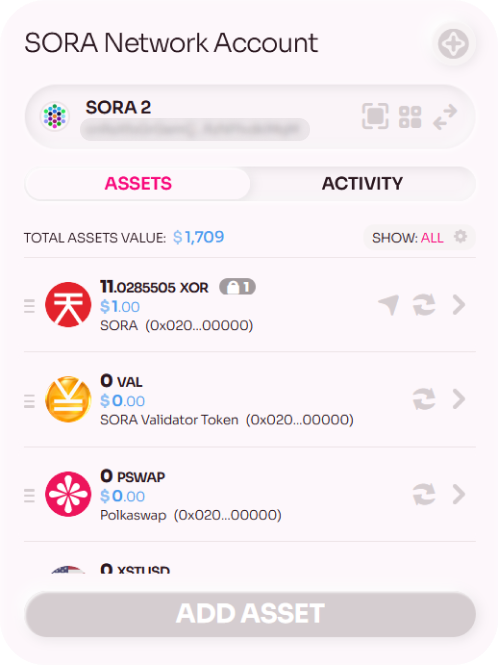 SORA Network Account
SORA 2
ASSETS
ACTIVITY
TOTAL ASSETS VALUE: $1,709
SHOW: ALL
11.0285505 XOR 1
$1.00
SORA (0x020...00000)
0 VAL
$0.00
SORA Validator Token (0x020...00000)
0 PSWAP
$0.00
Polkaswap (0x020...00000)
0 XSTUSD
ADD ASSET